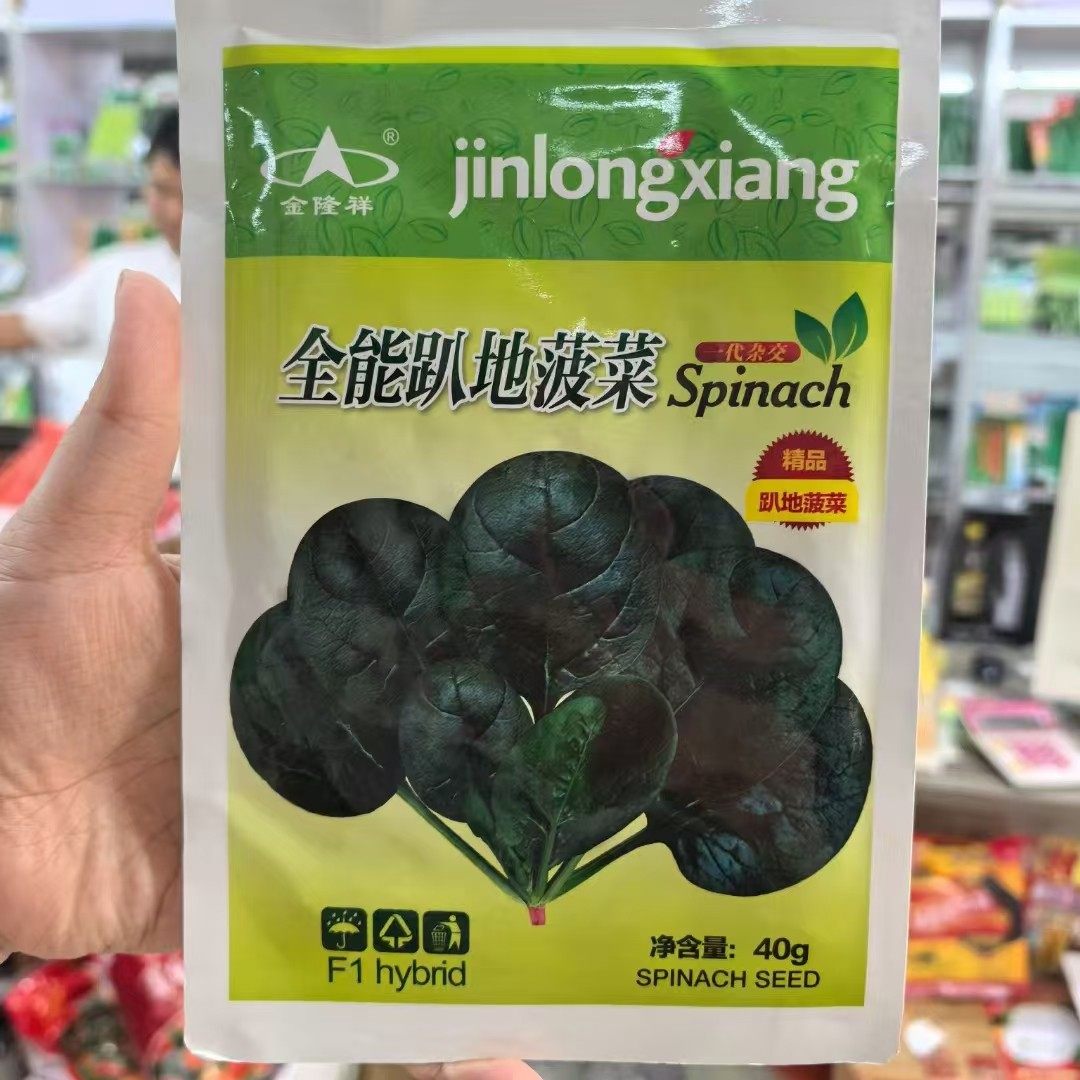 ®
金隆祥
jinlongxiang
全能趴地菠菜
一代杂交
Spinach
精品
趴地菠菜
F1 hybrid
净含量: 40g
SPINACH SEED